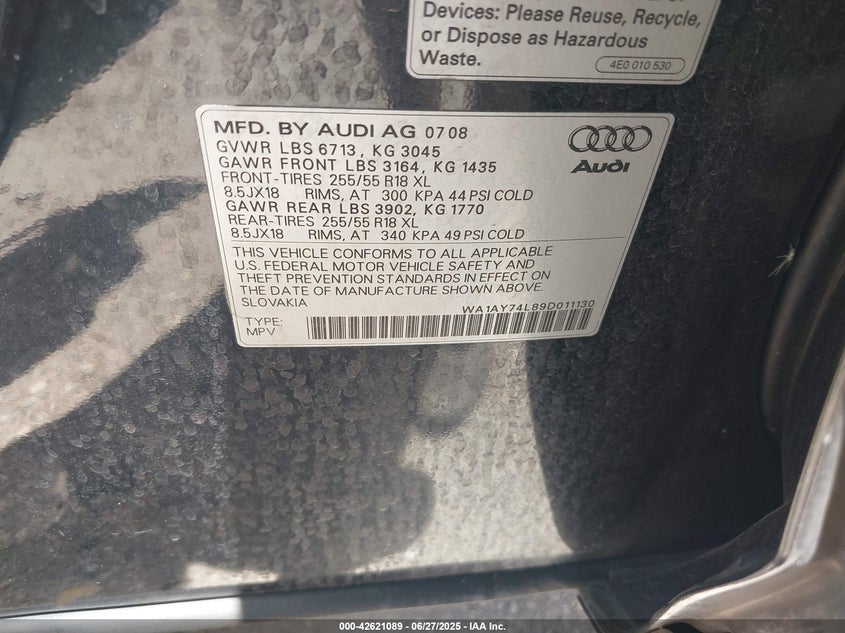 Devices: Please Reuse, Recycle,
or Dispose as Hazardous
Waste.
4E0 010 530
MFD. BY AUDI AG 07 08
GVWR LBS 6713, KG 3045
GAWR FRONT LBS 3164, KG 1435
FRONT-TIRES 255/55 R18 XL
8.5JX18 RIMS, AT 300 KPA 44 PSI COLD
GAWR REAR LBS 3902, KG 1770
REAR-TIRES 255/55 R18 XL
8.5JX18 RIMS, AT 340 KPA 49 PSI COLD
Audi
THIS VEHICLE CONFORMS TO ALL APPLICABLE
U.S. FEDERAL MOTOR VEHICLE SAFETY AND
THEFT PREVENTION STANDARDS IN EFFECT ON
THE DATE OF MANUFACTURE SHOWN ABOVE.
SLOVAKIA
WA1AY74L89D011130
TYPE:
MPV
000-42621089 - 06/27/2025 - IAA Inc.